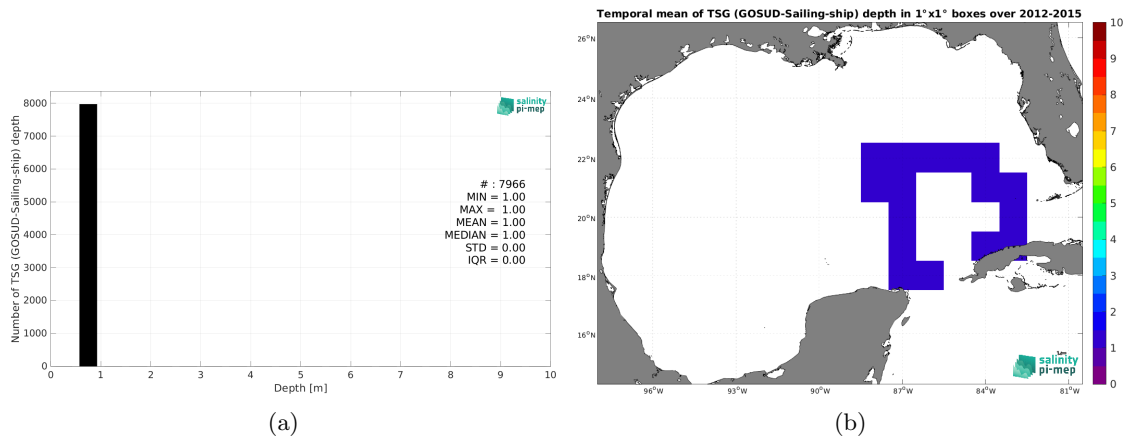 Number of TSG (GOSUD-Sailing-ship) depth
8000
7000
6000
5000
4000
3000
2000
1000
0
salinity
pi-mep
# : 7966
MIN = 1.00
MAX = 1.00
MEAN = 1.00
MEDIAN = 1.00
STD = 0.00
IQR = 0.00
0 1 2 3 4 5 6 7 8 9 10
Depth [m]
(a)
Temporal mean of TSG (GOSUD-Sailing-ship) depth in 1°x1° boxes over 2012-2015
26°N
24°N
22°N
20°N
18°N
16°N
96°W 93°W 90°W 87°W 84°W 81°W
salinity
pi-mep
10
9
8
7
6
5
4
3
2
1
0
(b)